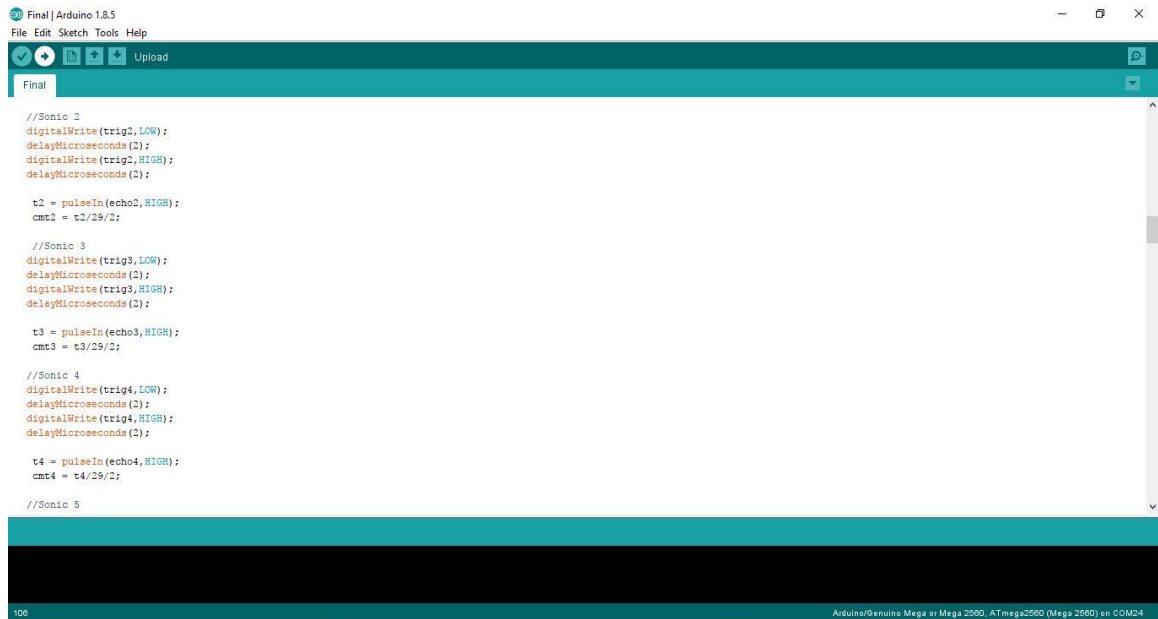 Final | Arduino 1.8.5
File Edit Sketch Tools Help
Upload
Final
//Sonic 2
digitalWrite(trig2,LOW);
delayMicroseconds(2);
digitalWrite(trig2,HIGH);
delayMicroseconds(2);
t2 = pulseIn(echo2,HIGH);
cmt2 = t2/29/2;
//Sonic 3
digitalWrite(trig3,LOW);
delayMicroseconds(2);
digitalWrite(trig3,HIGH);
delayMicroseconds(2);
t3 = pulseIn(echo3,HIGH);
cmt3 = t3/29/2;
//Sonic 4
digitalWrite(trig4,LOW);
delayMicroseconds(2);
digitalWrite(trig4,HIGH);
delayMicroseconds(2);
t4 = pulseIn(echo4,HIGH);
cmt4 = t4/29/2;
//Sonic 5
106 Arduino/Genuino Mega or Mega 2560, ATmega2560 (Mega 2560) on COM24